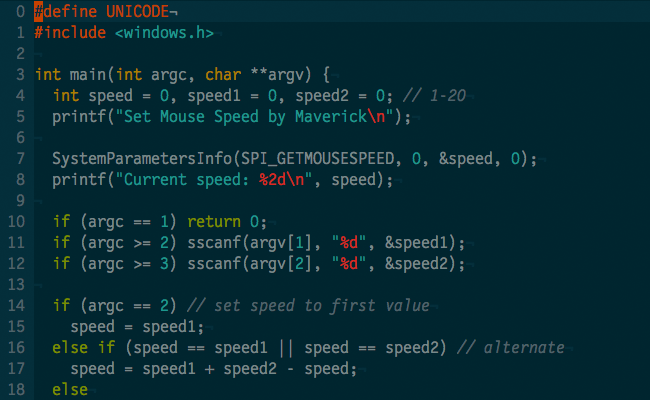 0 #define UNICODE¬
1 #include <windows.h>¬
2 ¬
3 int main(int argc, char **argv) {¬
4   int speed = 0, speed1 = 0, speed2 = 0; // 1-20¬
5   printf("Set Mouse Speed by Maverick\n");¬
6 ¬
7   SystemParametersInfo(SPI_GETMOUSESPEED, 0, &speed, 0);¬
8   printf("Current speed: %2d\n", speed);¬
9 ¬
10   if (argc == 1) return 0;¬
11   if (argc >= 2) sscanf(argv[1], "%d", &speed1);¬
12   if (argc >= 3) sscanf(argv[2], "%d", &speed2);¬
13 ¬
14   if (argc == 2) // set speed to first value¬
15     speed = speed1;¬
16   else if (speed == speed1 || speed == speed2) // alternate¬
17     speed = speed1 + speed2 - speed;¬
18   else¬